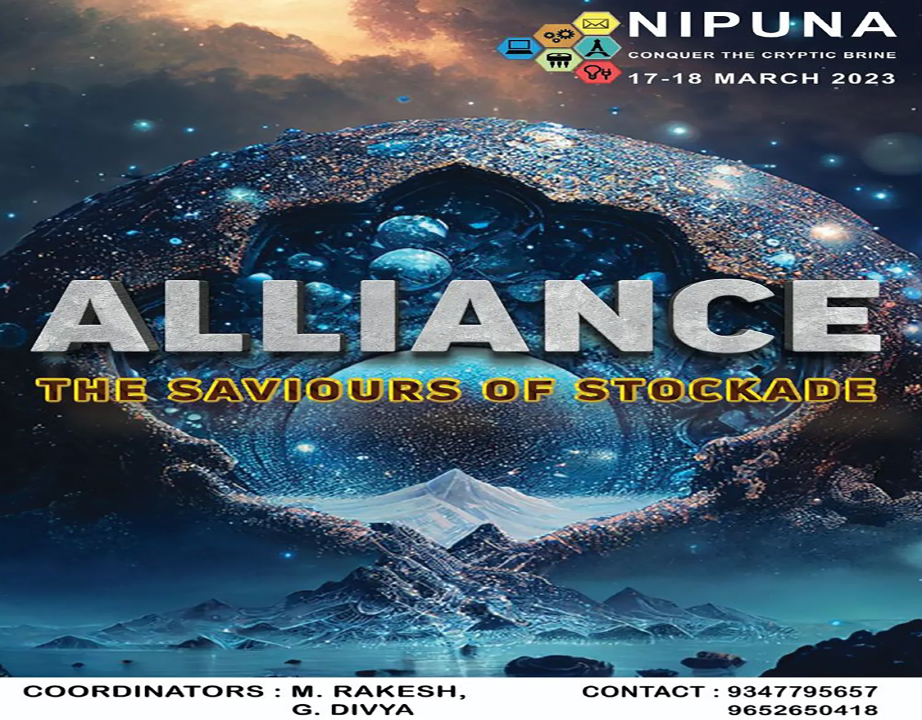 NIPUNA
CONQUER THE CRYPTIC BRINE
17-18 MARCH 2023
ALLIANCE
THE SAVIOURS OF STOCKADE
COORDINATORS : M. RAKESH,
G. DIVYA
CONTACT : 9347795657
9652650418